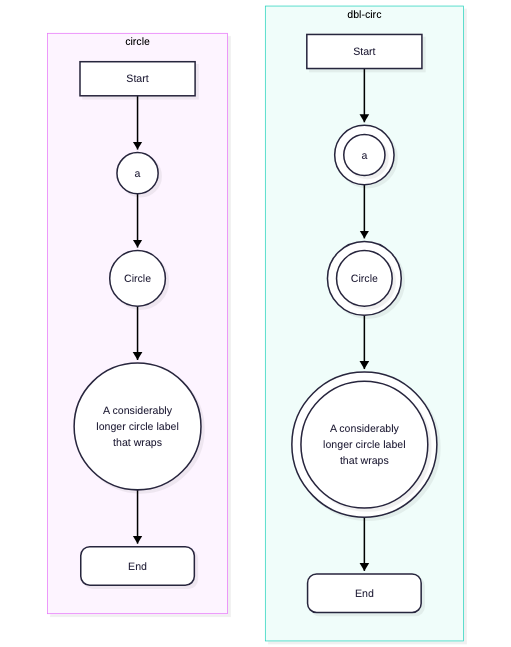 circle
Start
a
Circle
A considerably
longer circle label
that wraps
End
dbl-circ
Start
a
Circle
A considerably
longer circle label
that wraps
End